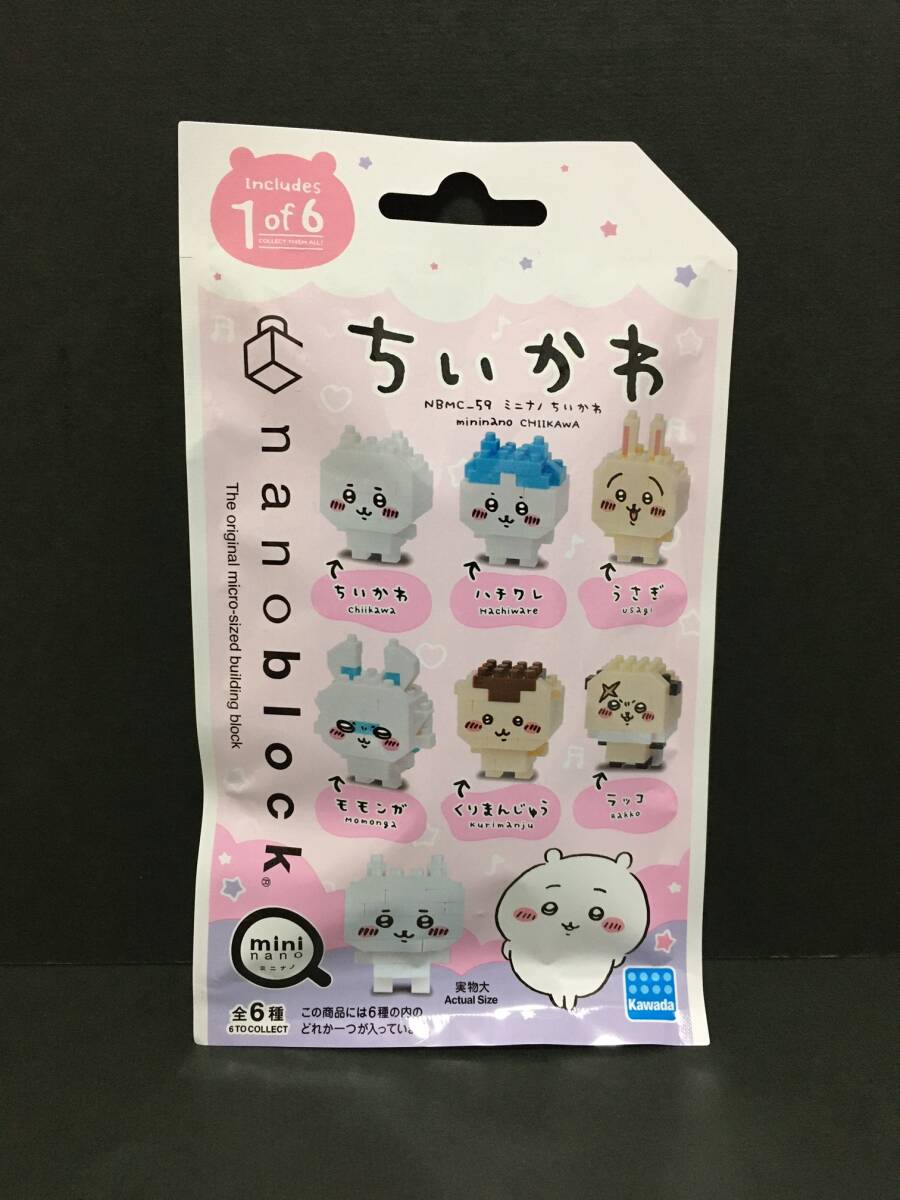 Includes
1 of 6
COLLECT THEM ALL!
ちいかわ
NBMC_59 ミニナノ ちいかわ
mininano CHIIKAWA
nanoblock®
The original micro-sized building block
ちいかわ
Chiikawa
ハチワレ
Hachiware
うさぎ
Usagi
モモンガ
Momonga
くりまんじゅう
Kurimanju
ラッコ
Rakko
mini
nano
ミニナノ
実物大
Actual Size
Kawada
全6種
6 TO COLLECT
この商品には6種の内の
どれか一つが入ってい